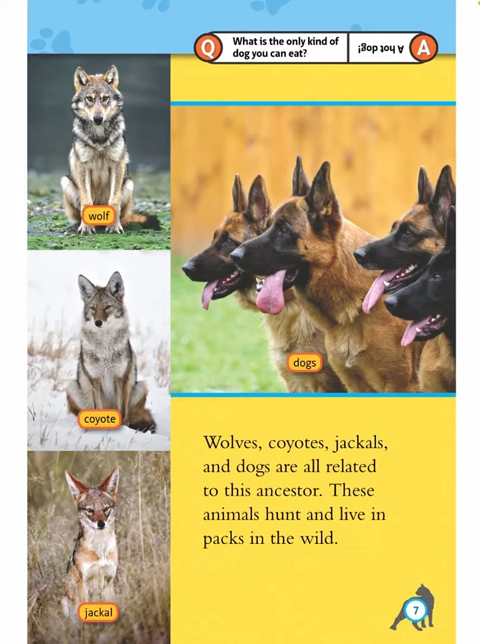 Q
What is the only kind of
dog you can eat?
A hot dog!
A
wolf
coyote
jackal
dogs
Wolves, coyotes, jackals,
and dogs are all related
to this ancestor. These
animals hunt and live in
packs in the wild.
7